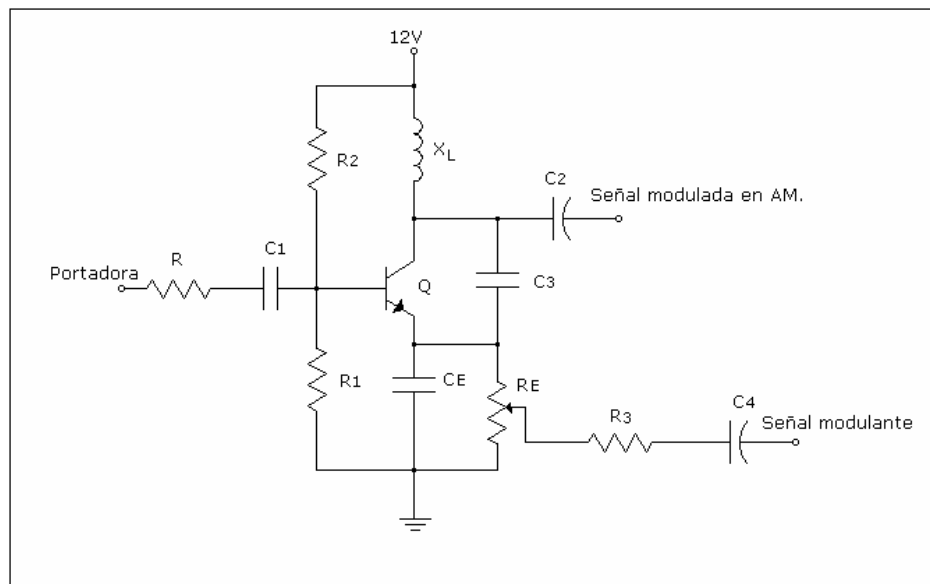 12V
R2
XL
C2
Señal modulada en AM.
Portadora
R
C1
Q
C3
R1
CE
RE
R3
C4
Señal modulante